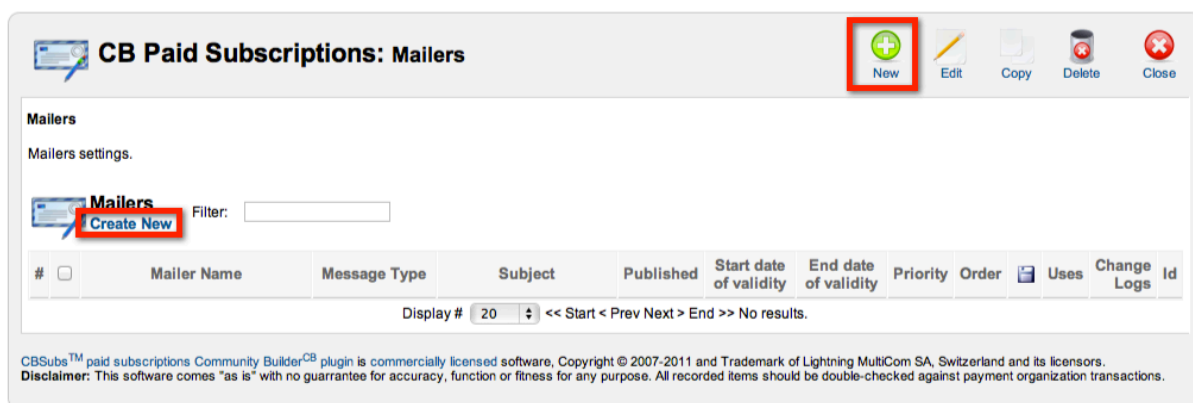 CB Paid Subscriptions: Mailers
New Edit Copy Delete Close
Mailers
Mailers settings.
Mailers
Create New
Filter:
# Mailer Name Message Type Subject Published Start date of validity End date of validity Priority Order Uses Change Logs Id
Display # 20 << Start < Prev Next > End >> No results.
CBSubs™ paid subscriptions Community Builder^CB plugin is commercially licensed software, Copyright © 2007-2011 and Trademark of Lightning MultiCom SA, Switzerland and its licensors.
Disclaimer: This software comes "as is" with no guarrantee for accuracy, function or fitness for any purpose. All recorded items should be double-checked against payment organization transactions.